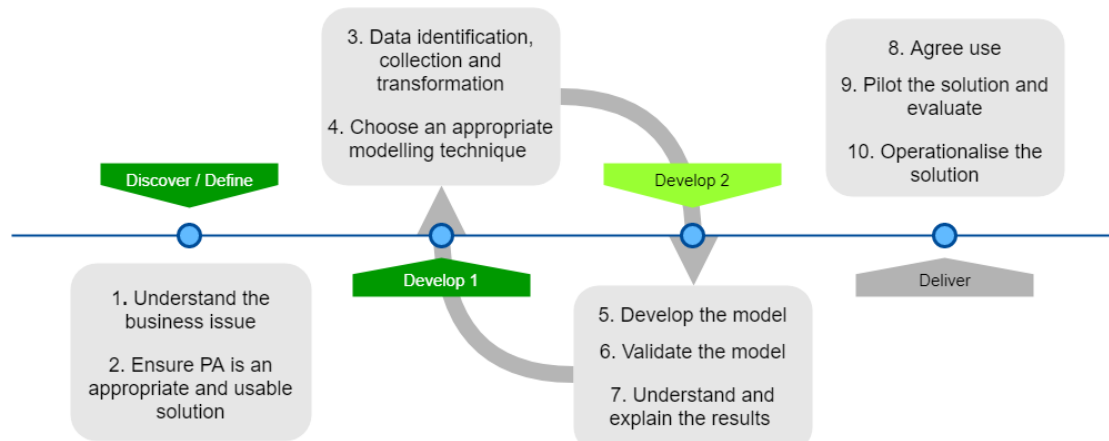 Discover / Define
1. Understand the
business issue
2. Ensure PA is an
appropriate and usable
solution
3. Data identification,
collection and
transformation
4. Choose an appropriate
modelling technique
Develop 1
Develop 2
5. Develop the model
6. Validate the model
7. Understand and
explain the results
8. Agree use
9. Pilot the solution and
evaluate
10. Operationalise the
solution
Deliver